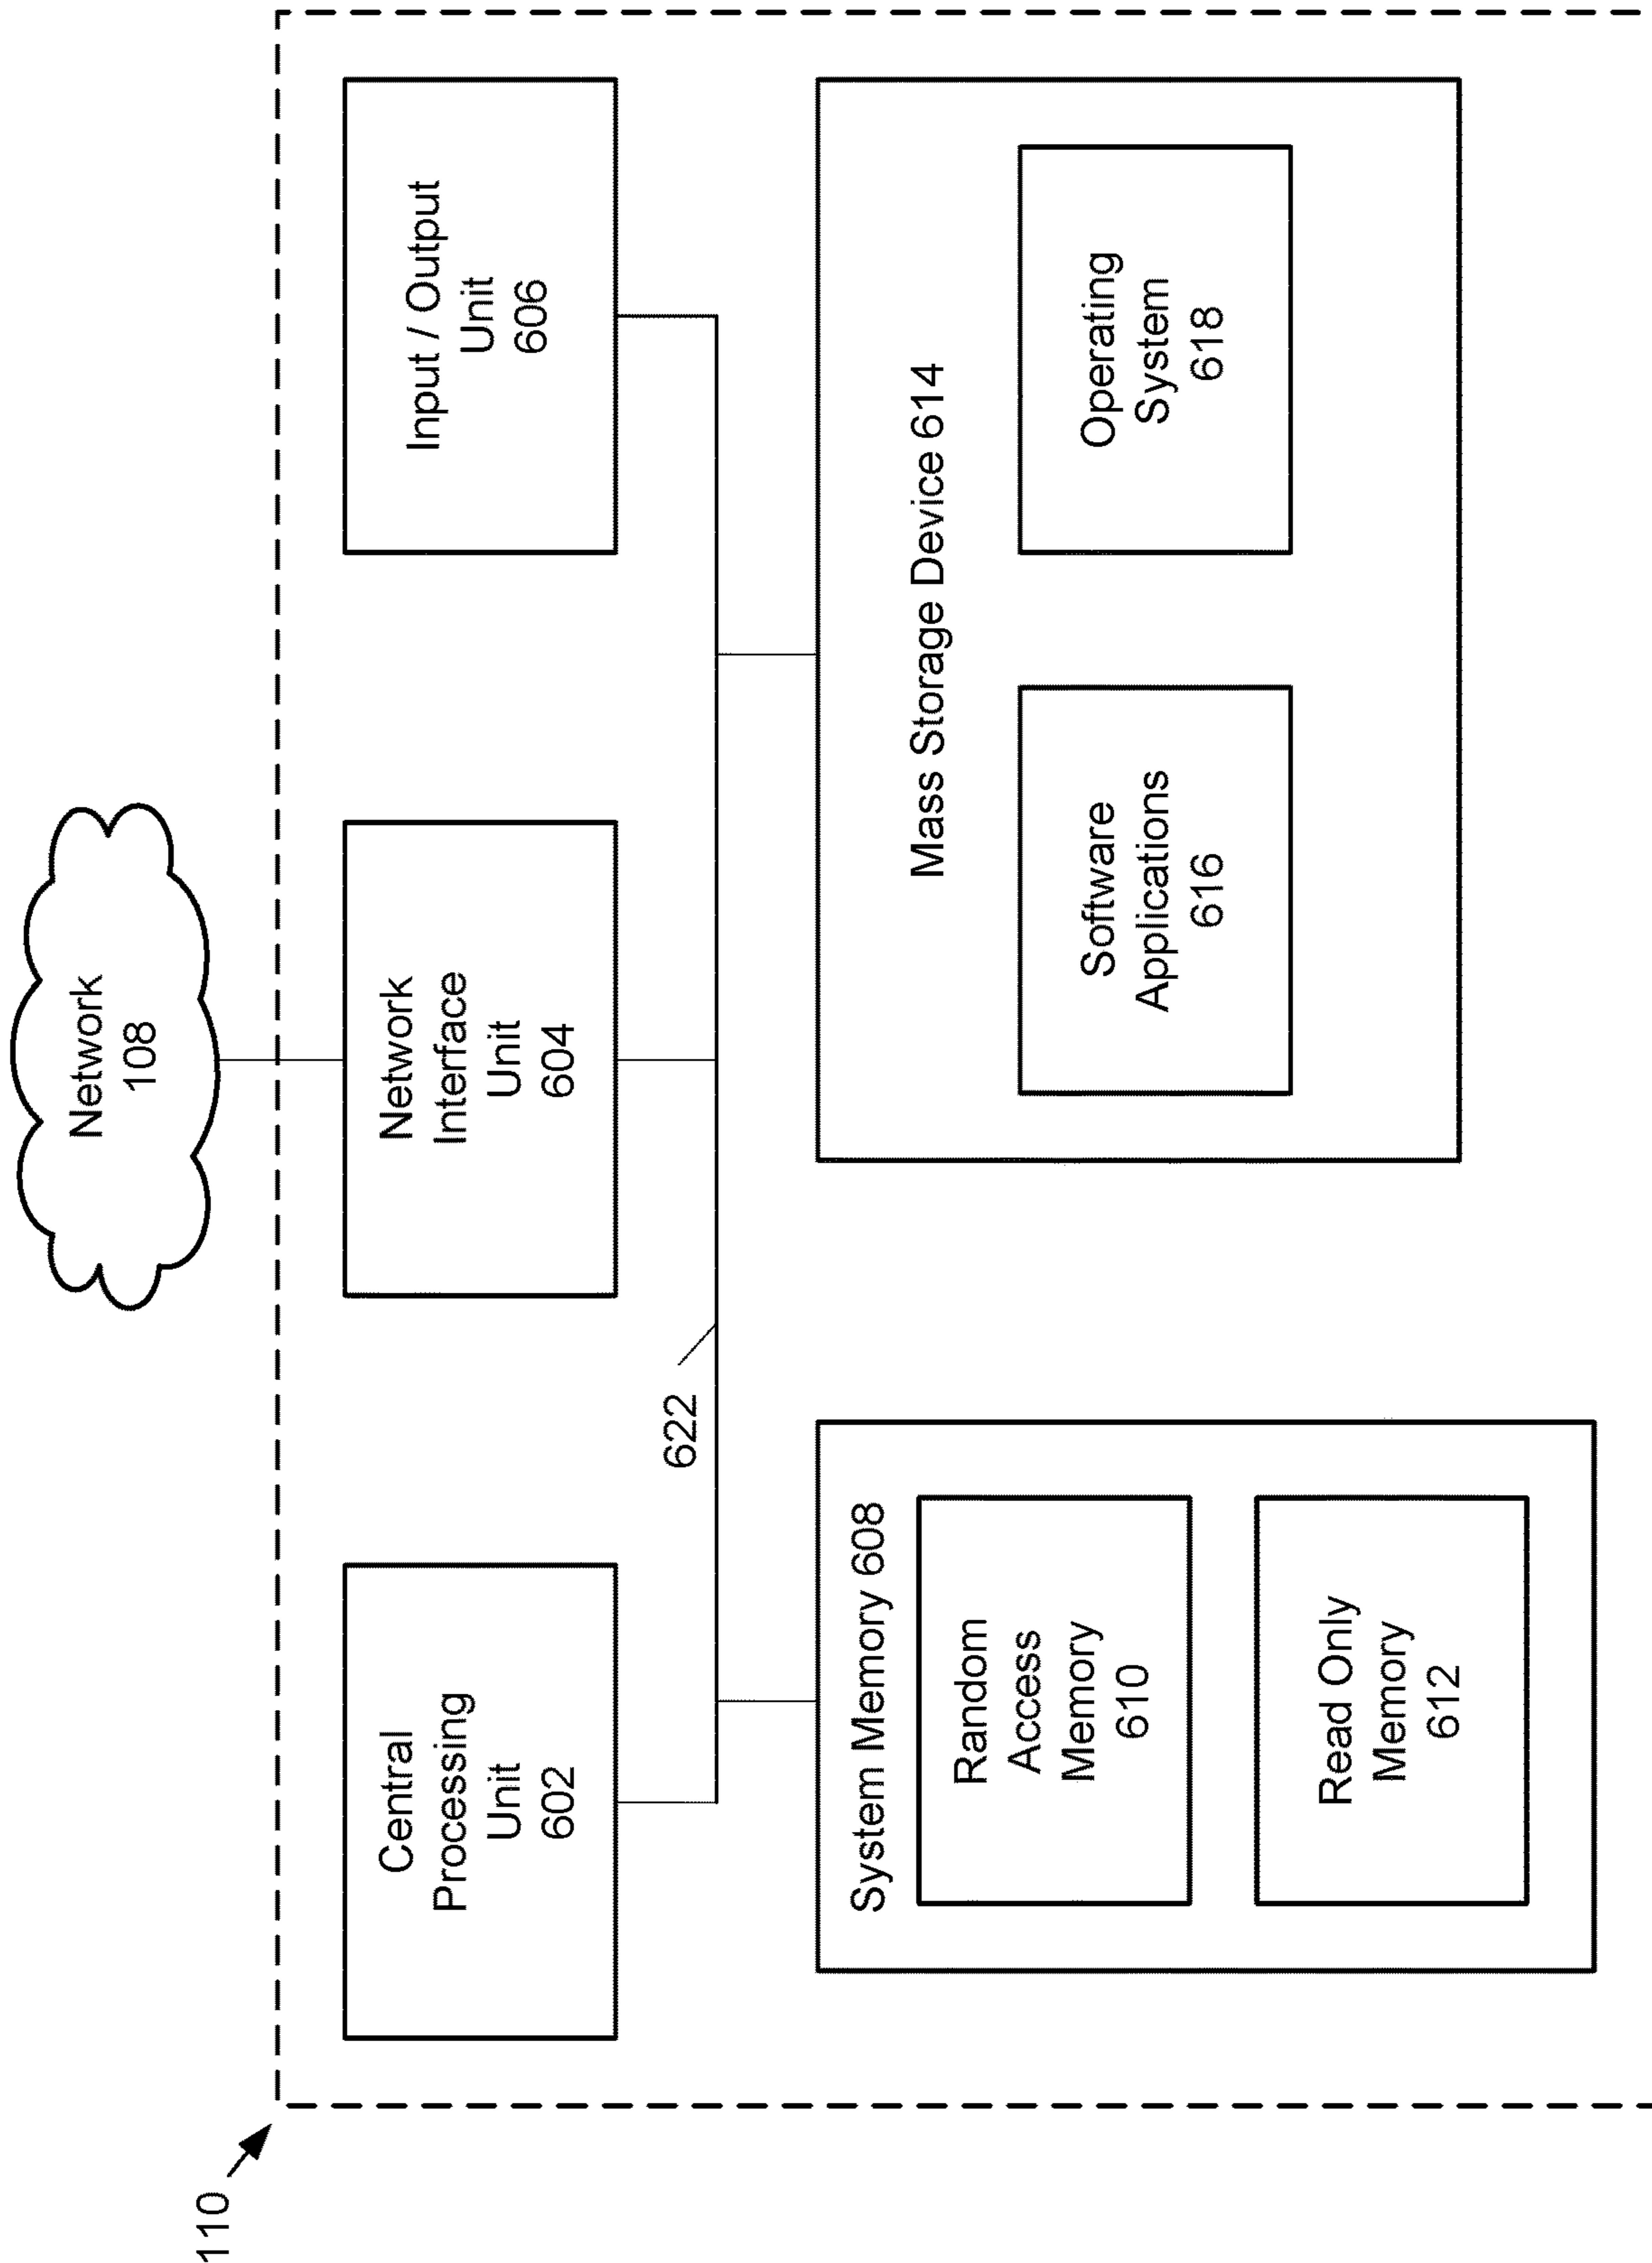 110
Network
108
Central
Processing
Unit
602
Network
Interface
Unit
604
Input / Output
Unit
606
622
System Memory 608
Random
Access
Memory
610
Read Only
Memory
612
Mass Storage Device 614
Software
Applications
616
Operating
System
618